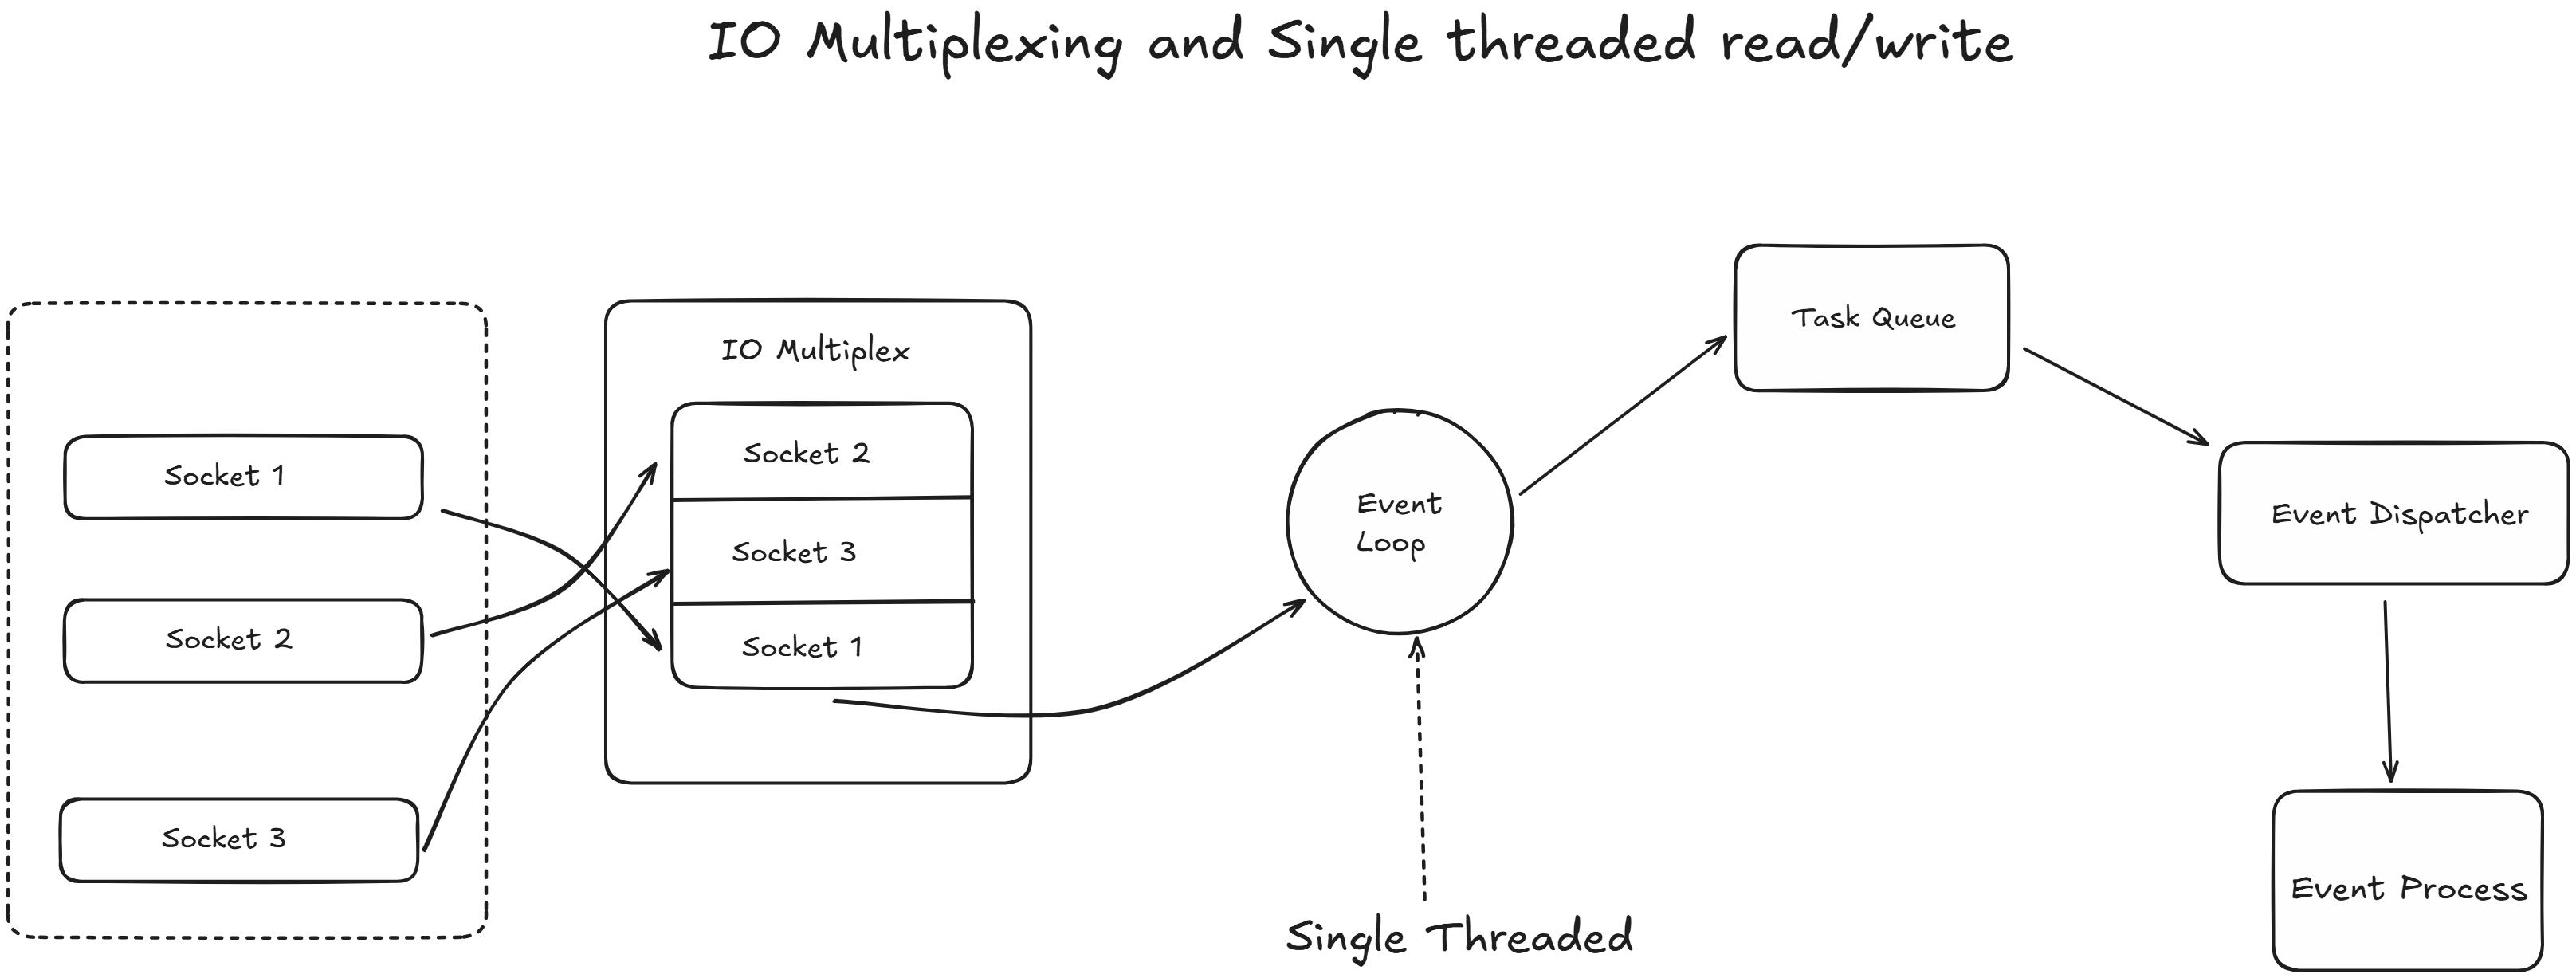 IO Multiplexing and Single threaded read/write
Socket 1
Socket 2
Socket 3
IO Multiplex
Socket 2
Socket 3
Socket 1
Event
Loop
Single Threaded
Task Queue
Event Dispatcher
Event Process